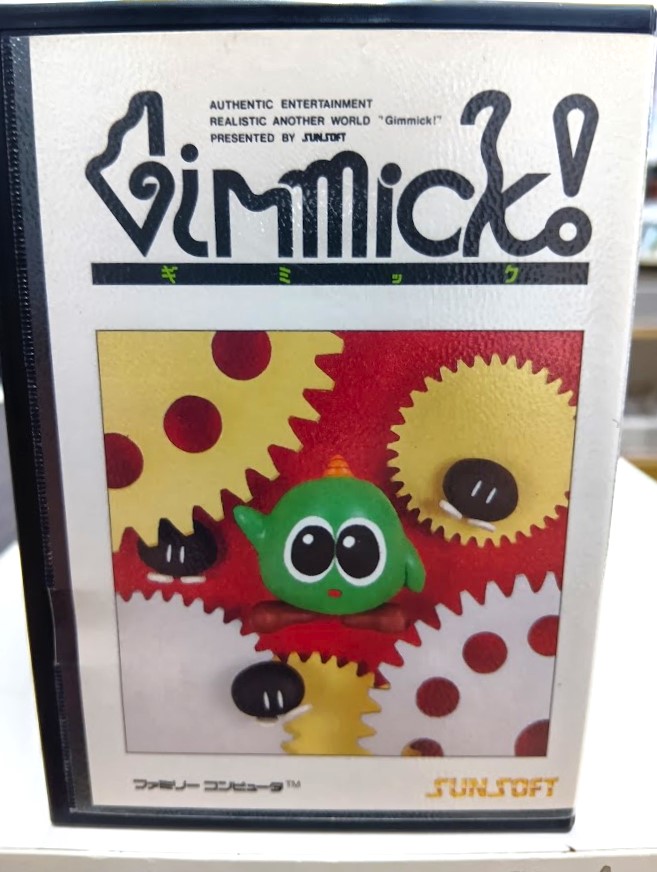 AUTHENTIC ENTERTAINMENT
REALISTIC ANOTHER WORLD "Gimmick!"
PRESENTED BY SUNSOFT
Gimmick!
ギミック
ファミリーコンピュータ™
SUNSOFT